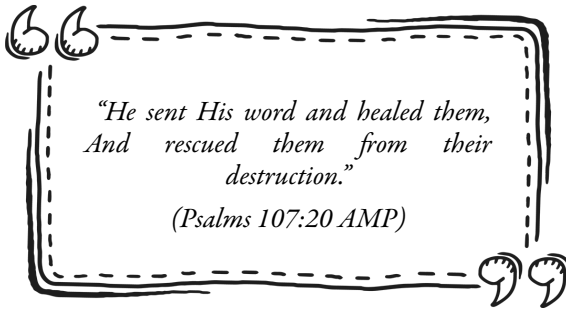 “He sent His word and healed them,
And rescued them from their
destruction.”
(Psalms 107:20 AMP)